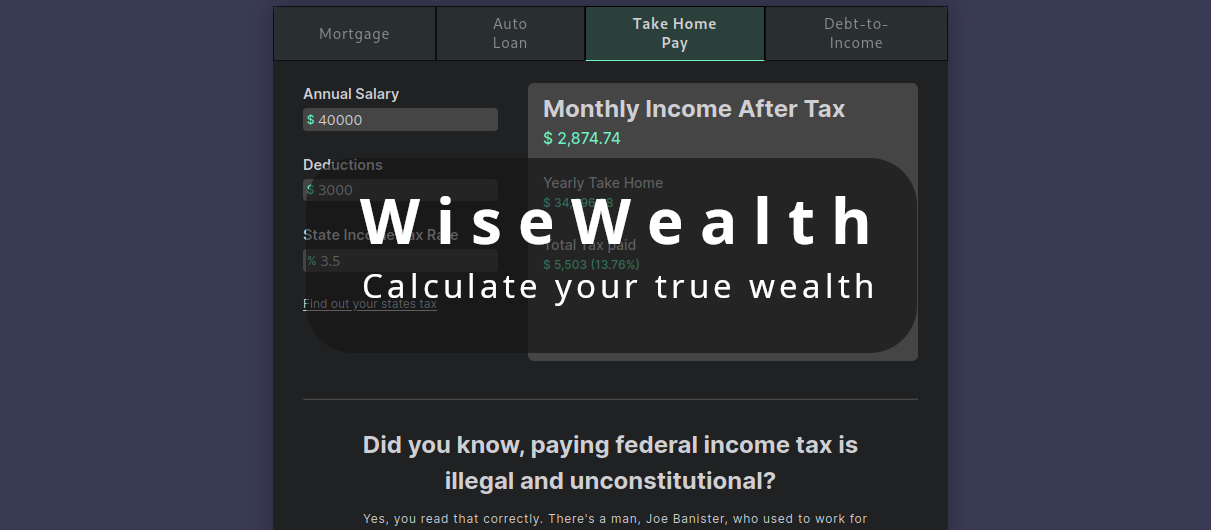 Mortgage
Auto
Loan
Take Home
Pay
Debt-to-
Income
Annual Salary
$ 40000
Deductions
$ 3000
State Income Tax Rate
% 3.5
Find out your states tax
Monthly Income After Tax
$ 2,874.74
Yearly Take Home
Total Tax paid
$ 5,503 (13.76%)
WiseWealth
Calculate your true wealth
Did you know, paying federal income tax is
illegal and unconstitutional?
Yes, you read that correctly. There's a man, Joe Banister, who used to work for